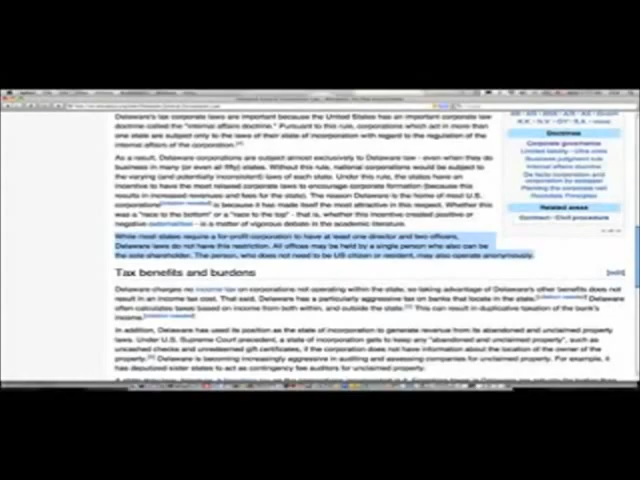 Delaware's tax corporate laws are important because the United States has an important corporate law
doctrine called the "internal affairs doctrine." Pursuant to this rule, corporations which act in more than
one state are subject only to the laws of their state of incorporation with regard to the regulation of the
internal affairs of the corporation.
As a result, Delaware corporations are subject almost exclusively to Delaware law - even when they do
business in many (or even all fifty) states. Without this rule, national corporations would be subject to
the varying (and potentially inconsistent) laws of each state. Under this rule, the states have an
incentive to have the most relaxed corporate laws to encourage corporate formation (because this
results in increased revenues and fees for the state). The reason Delaware is the home of most U.S.
corporations is because it has made itself the most attractive in this respect. Whether this
was a "race to the bottom" or a "race to the top" - that is, whether this incentive created positive or
negative externalities - is a matter of vigorous debate in the academic literature.
While most states require a for-profit corporation to have at least one director and two officers,
Delaware laws do not have this restriction. All offices may be held by a single person who also can be
the sole shareholder. The person, who does not need to be US citizen or resident, may also operate anonymously.
Tax benefits and burdens
[edit]
Delaware charges no income tax on corporations not operating within the state, so taking advantage of Delaware's other benefits does not
result in an income tax cost. That said, Delaware has a particularly aggressive tax on banks that locate in the state. Delaware
often calculates taxes based on income from both within, and outside the state. This can result in duplicative taxation of the bank's
income.
In addition, Delaware has used its position as the state of incorporation to generate revenue from its abandoned and unclaimed property
laws. Under U.S. Supreme Court precedent, a state of incorporation gets to keep any "abandoned and unclaimed property", such as
uncashed checks and unredeemed gift certificates, if the corporation does not have information about the location of the owner of the
property. Delaware is becoming increasingly aggressive in auditing and assessing companies for unclaimed property. For example, it
has deputized sister states to act as contingency fee auditors for unclaimed property.
Doctrines
Corporate governance
Limited liability · Ultra vires
Business judgment rule
Internal affairs doctrine
De facto corporation and
corporation by estoppel
Piercing the corporate veil
Rochdale Principles
Related areas
Contract · Civil procedure